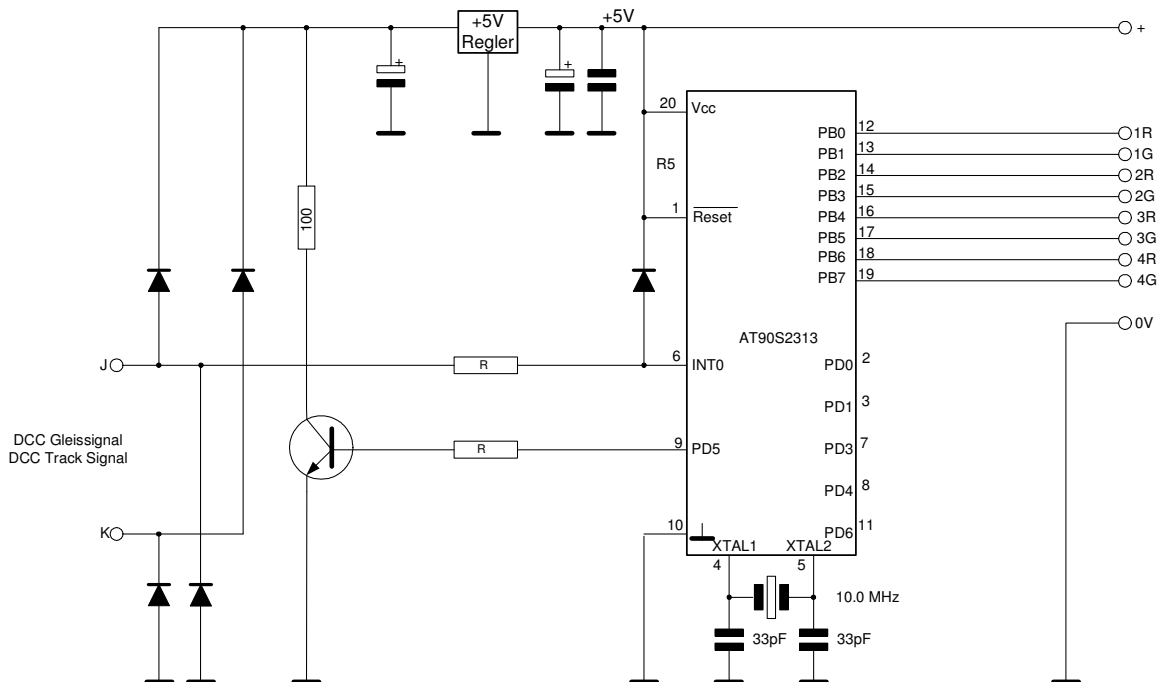 +5V
Regler
+5V
+
+
+
20
Vcc
R5
1
Reset
100
PB0
12
1R
PB1
13
1G
PB2
14
2R
PB3
15
2G
PB4
16
3R
PB5
17
3G
PB6
18
4R
PB7
19
4G
0V
AT90S2313
J
R
6
INT0
PD0
2
PD1
3
DCC Gleissignal
DCC Track Signal
R
9
PD5
PD3
7
PD4
8
K
10
PD6
11
XTAL1
XTAL2
4
5
10.0 MHz
33pF
33pF